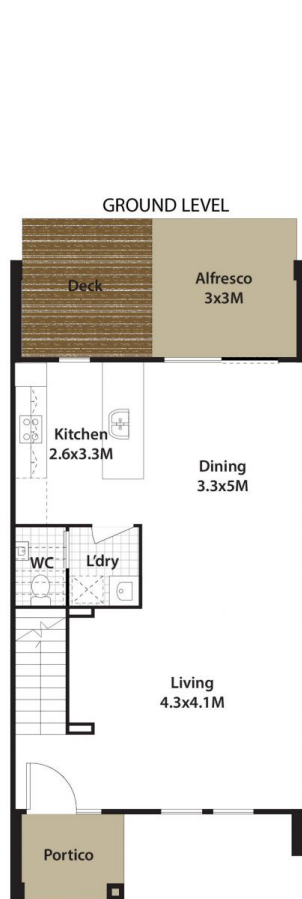 GROUND LEVEL
Deck
Alfresco
3x3M
Kitchen
2.6x3.3M
Dining
3.3x5M
WC
L'dry
Living
4.3x4.1M
Portico